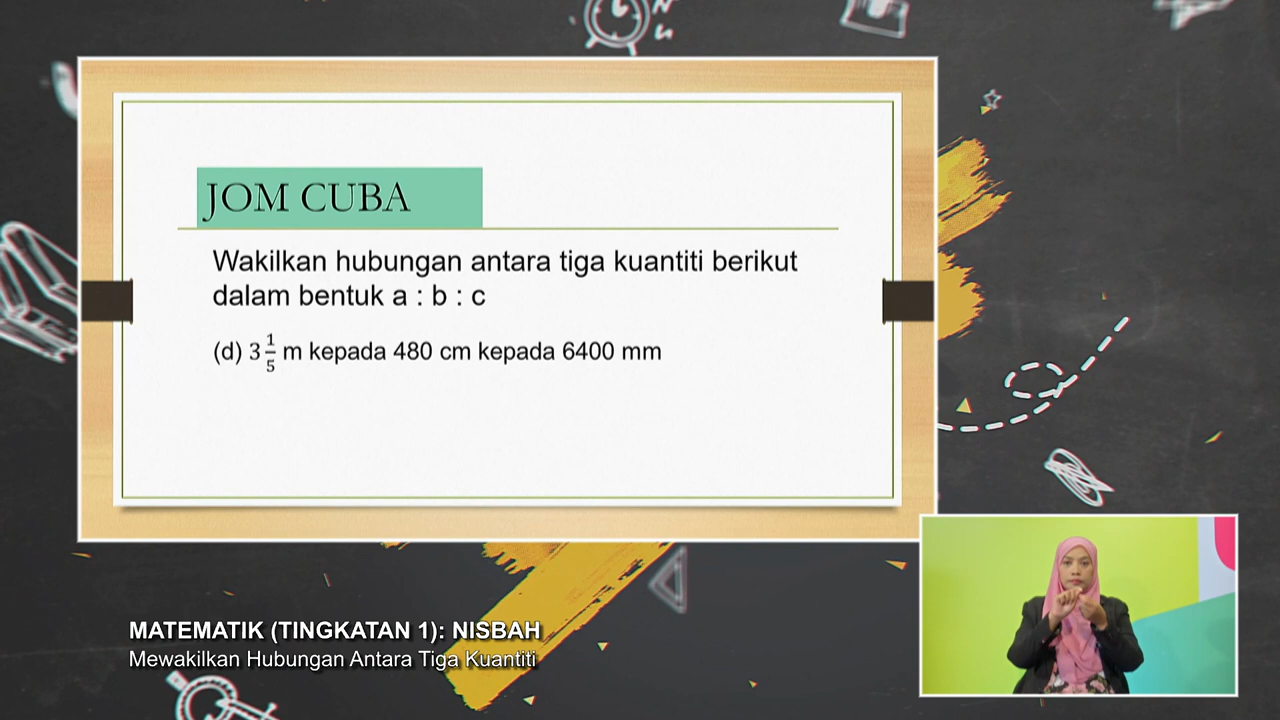 JOM CUBA
Wakilkan hubungan antara tiga kuantiti berikut
dalam bentuk a : b : c
(d) 3 1/5 m kepada 480 cm kepada 6400 mm
MATEMATIK (TINGKATAN 1): NISBAH
Mewakilkan Hubungan Antara Tiga Kuantiti